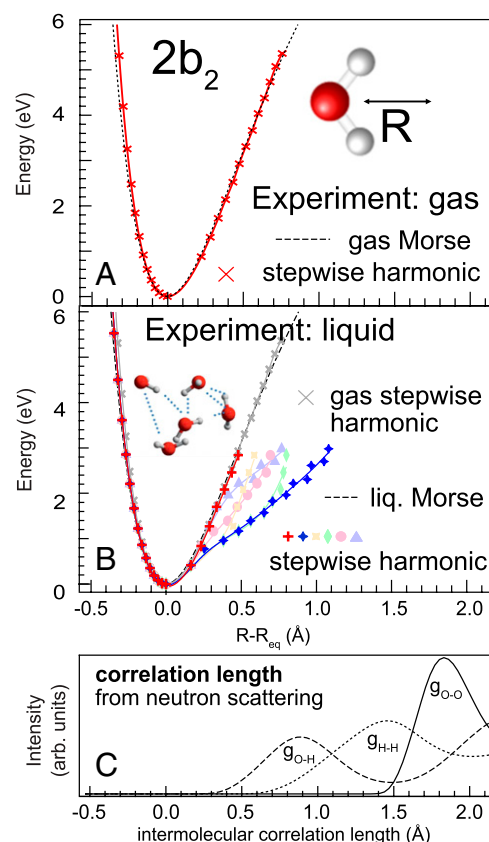 6
2b2
4
Energy (eV)
R
Experiment: gas
2
gas Morse
A
stepwise harmonic
0
Experiment: liquid
6
gas stepwise
harmonic
4
Energy (eV)
2
liq. Morse
B
stepwise harmonic
0
-0.5 0.0 0.5 1.0 1.5 2
R-Req (Å)
correlation length
from neutron scattering
Intensity
(arb. units)
gO-O
gO-H
gH-H
C
-0.5 0.0 0.5 1.0 1.5 2
intermolecular correlation length (Å)